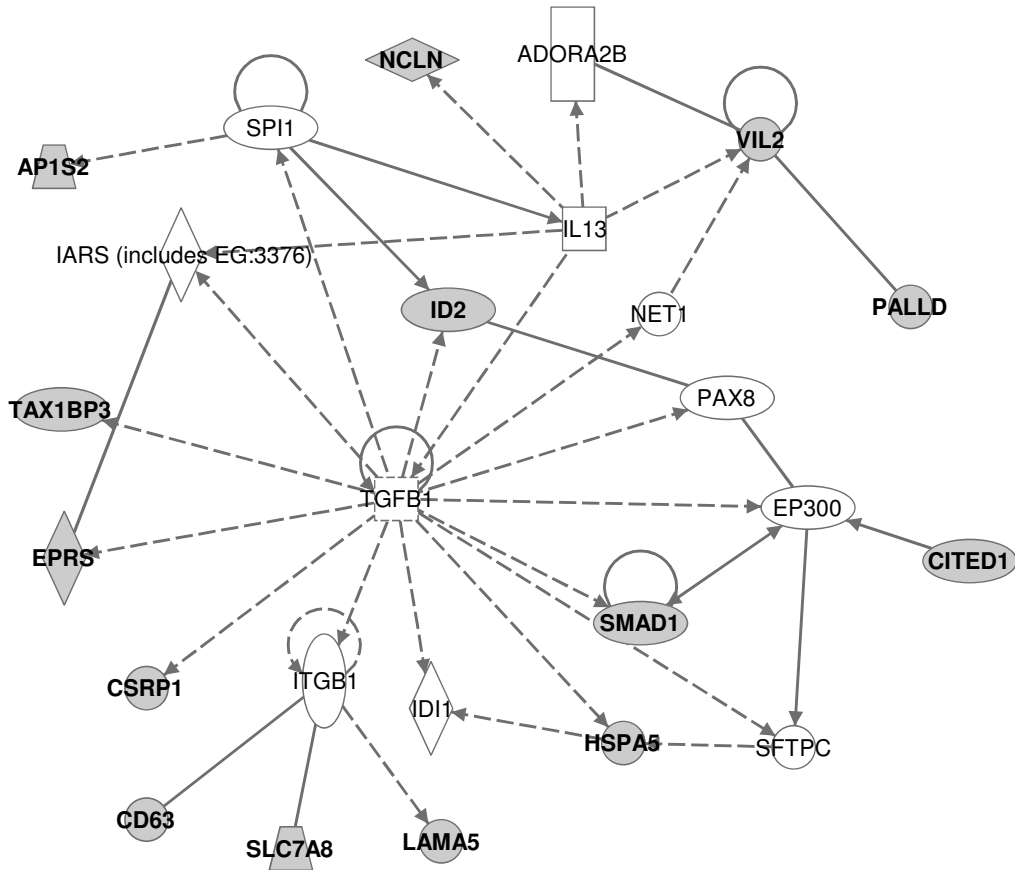 NCLN
ADORA2B
SPI1
VIL2
AP1S2
IL13
IARS (includes EG:3376)
ID2
NET1
PALLD
PAX8
TAX1BP3
TGFB1
EP300
EPRS
CITED1
SMAD1
ITGB1
CSRP1
IDI1
HSPA5
SFTPC
CD63
SLC7A8
LAMA5